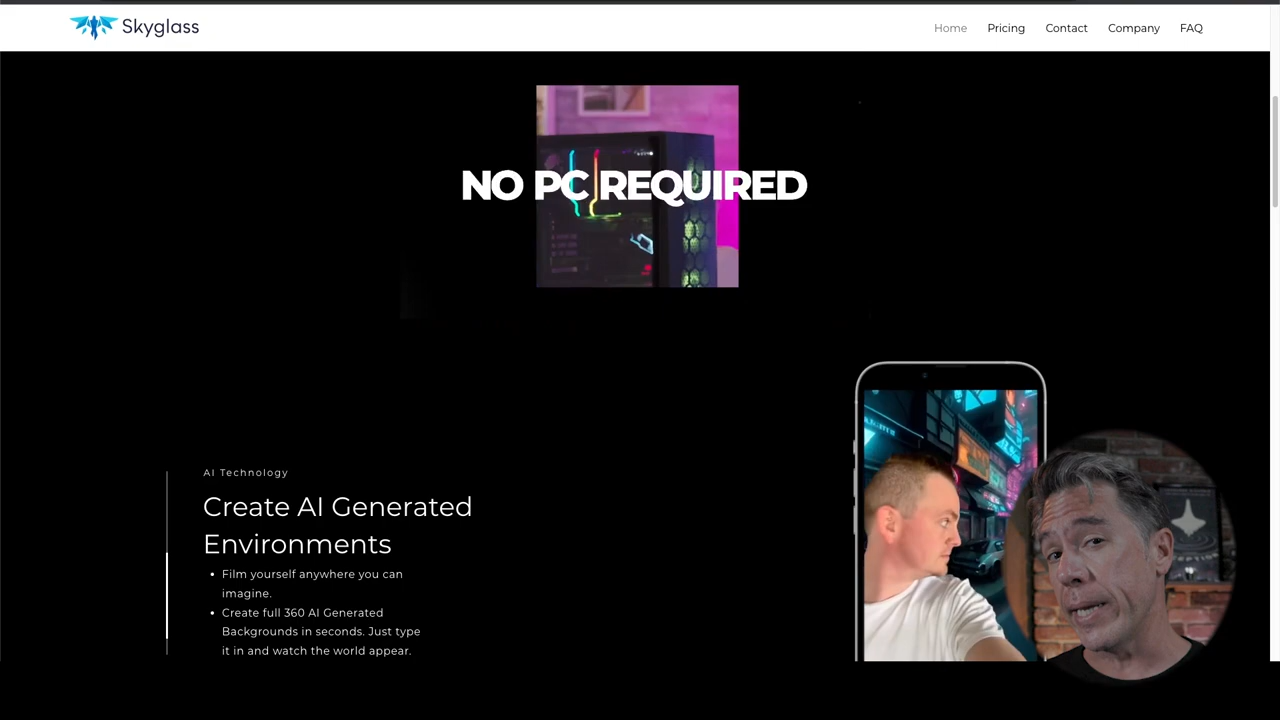 Skyglass
Home
Pricing
Contact
Company
FAQ
NO PC REQUIRED
AI Technology
Create AI Generated
Environments
• Film yourself anywhere you can
imagine.
• Create full 360 AI Generated
Backgrounds in seconds. Just type
it in and watch the world appear.